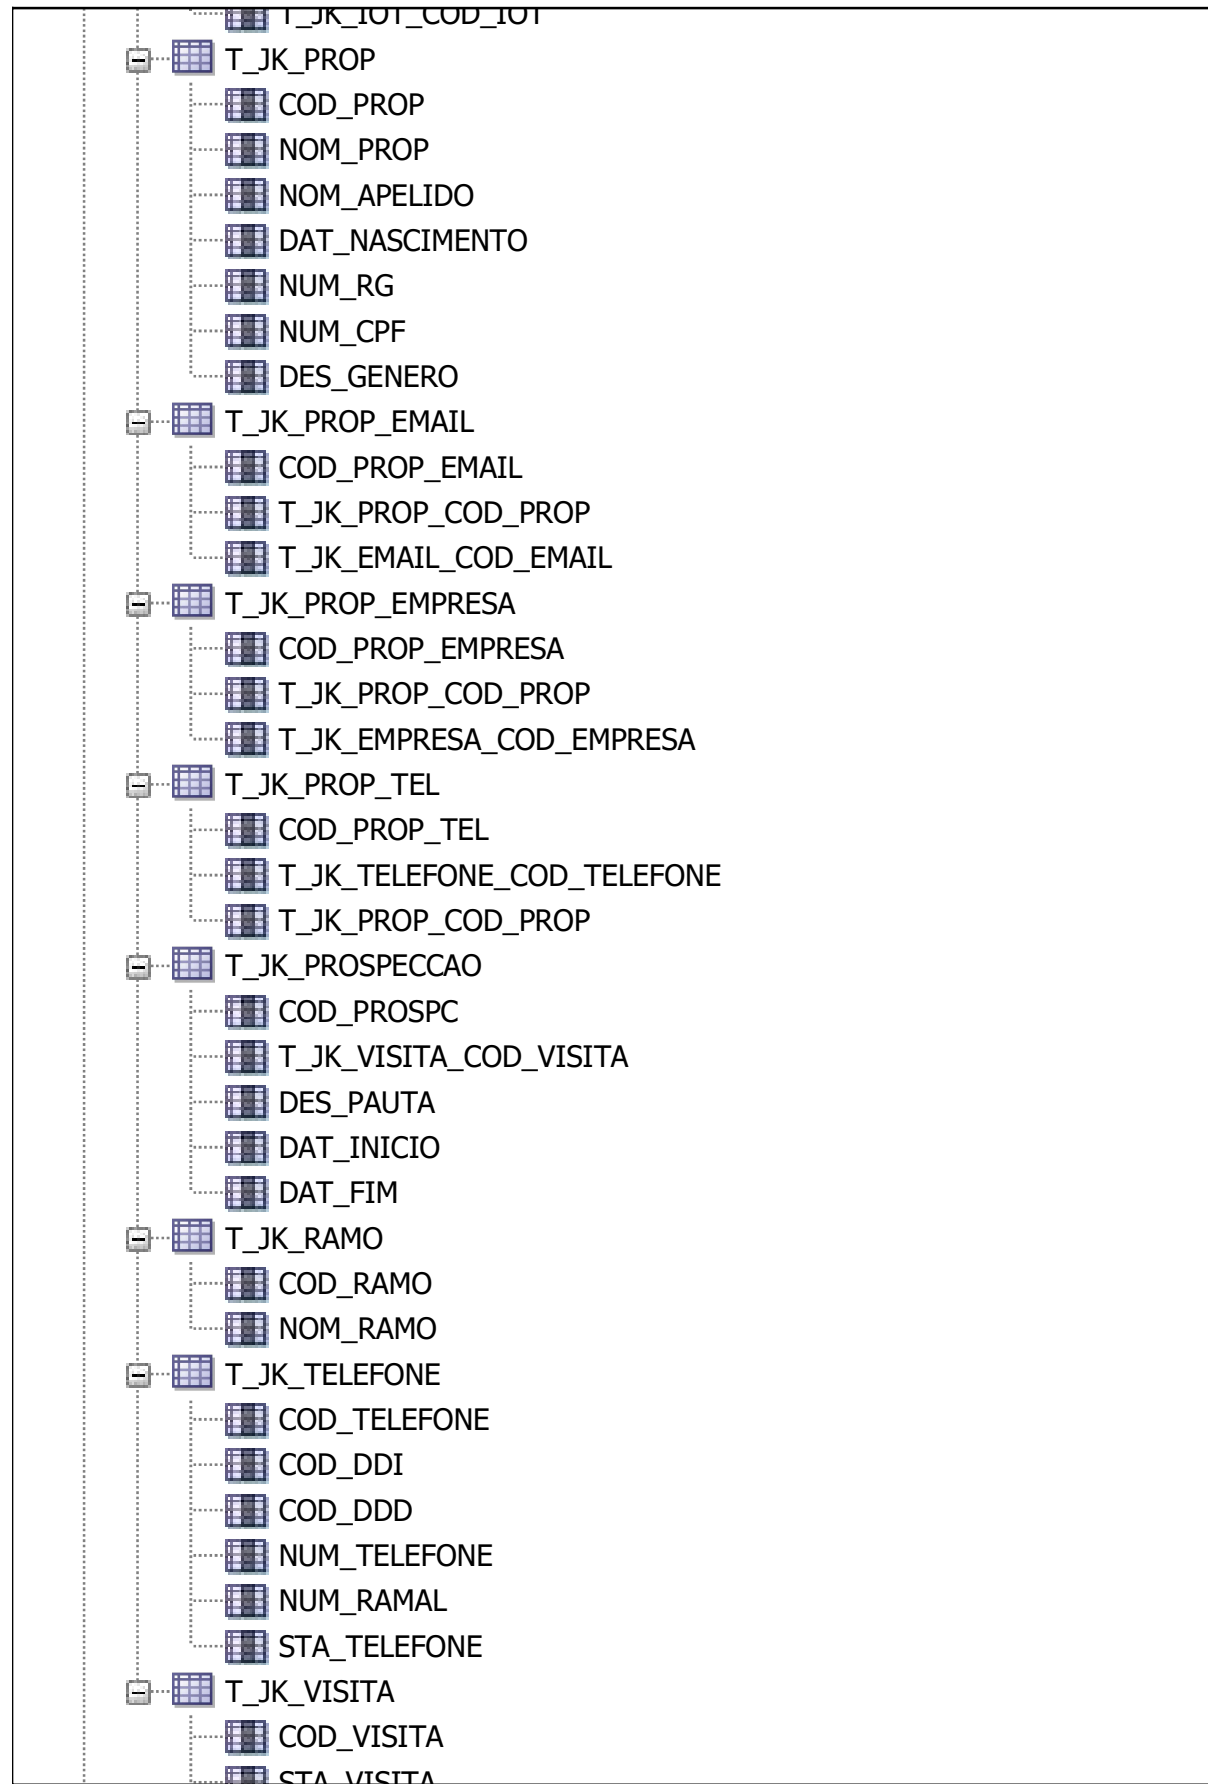 T_JK_IOT_COD_IOT
T_JK_PROP
COD_PROP
NOM_PROP
NOM_APELIDO
DAT_NASCIMENTO
NUM_RG
NUM_CPF
DES_GENERO
T_JK_PROP_EMAIL
COD_PROP_EMAIL
T_JK_PROP_COD_PROP
T_JK_EMAIL_COD_EMAIL
T_JK_PROP_EMPRESA
COD_PROP_EMPRESA
T_JK_PROP_COD_PROP
T_JK_EMPRESA_COD_EMPRESA
T_JK_PROP_TEL
COD_PROP_TEL
T_JK_TELEFONE_COD_TELEFONE
T_JK_PROP_COD_PROP
T_JK_PROSPECCAO
COD_PROSPC
T_JK_VISITA_COD_VISITA
DES_PAUTA
DAT_INICIO
DAT_FIM
T_JK_RAMO
COD_RAMO
NOM_RAMO
T_JK_TELEFONE
COD_TELEFONE
COD_DDI
COD_DDD
NUM_TELEFONE
NUM_RAMAL
STA_TELEFONE
T_JK_VISITA
COD_VISITA
STA_VISITA